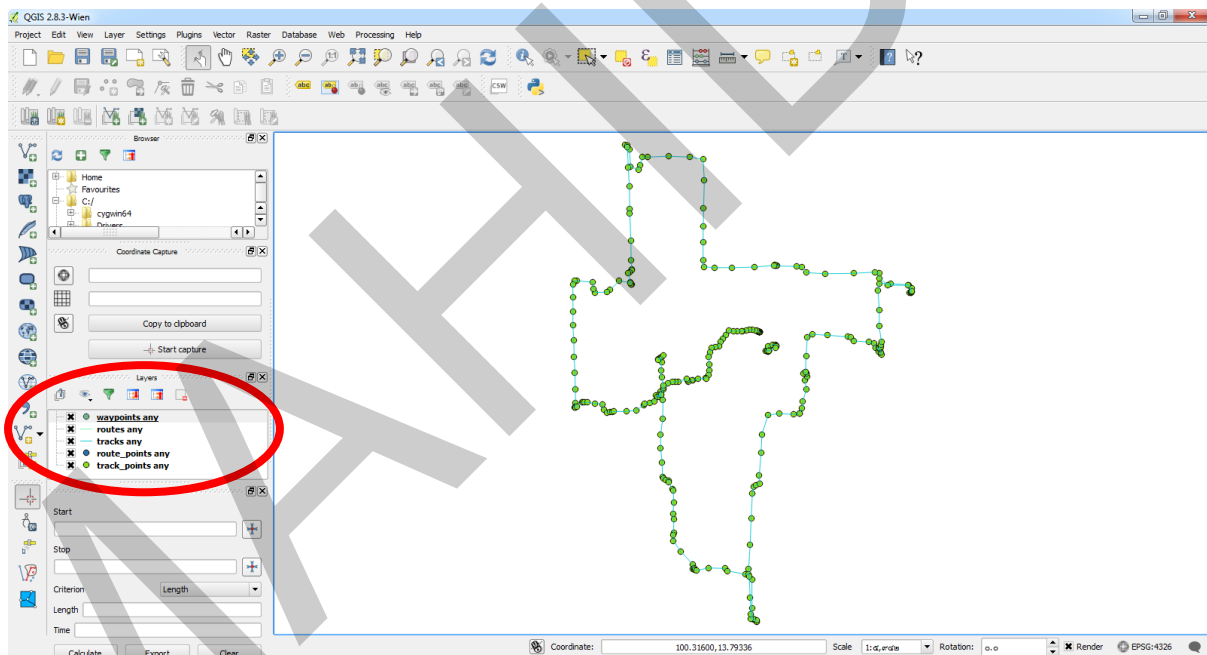 QGIS 2.8.3-Wien
Project Edit View Layer Settings Plugins Vector Raster Database Web Processing Help
Browser
Home
Favourites
C:/
cygwin64
Drivers
Coordinate Capture
Copy to clipboard
Start capture
Layers
waypoints any
routes any
tracks any
route_points any
track_points any
Start
Stop
Criterion Length
Length
Time
Calculate Export Clear
Coordinate: 100.31600,13.79336 Scale Rotation: ๐.๐ Render EPSG:4326